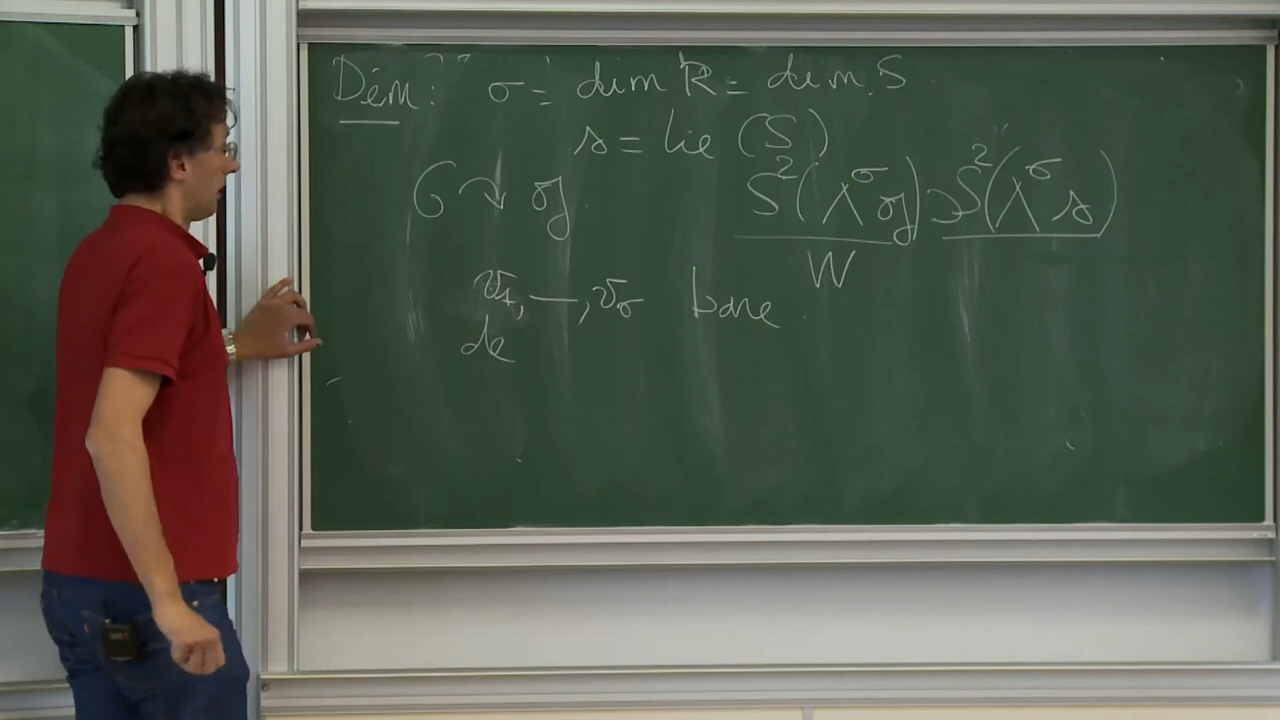 Dém: σ = dim R = dim S
𝔰 = Lie (S)
G ↷ 𝔤 S²(Λ^σ 𝔤) ⊃ S²(Λ^σ 𝔰)
W
v₁, —, v_σ base
de